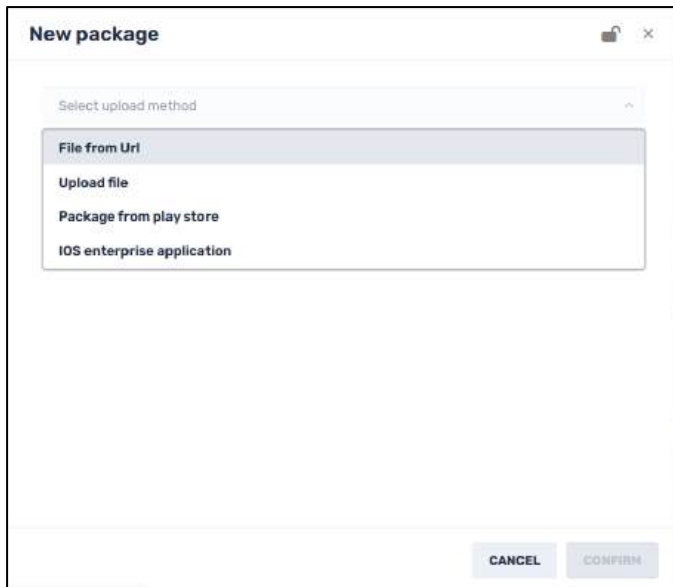 New package
Select upload method
File from Url
Upload file
Package from play store
IOS enterprise application
CANCEL
CONFIRM